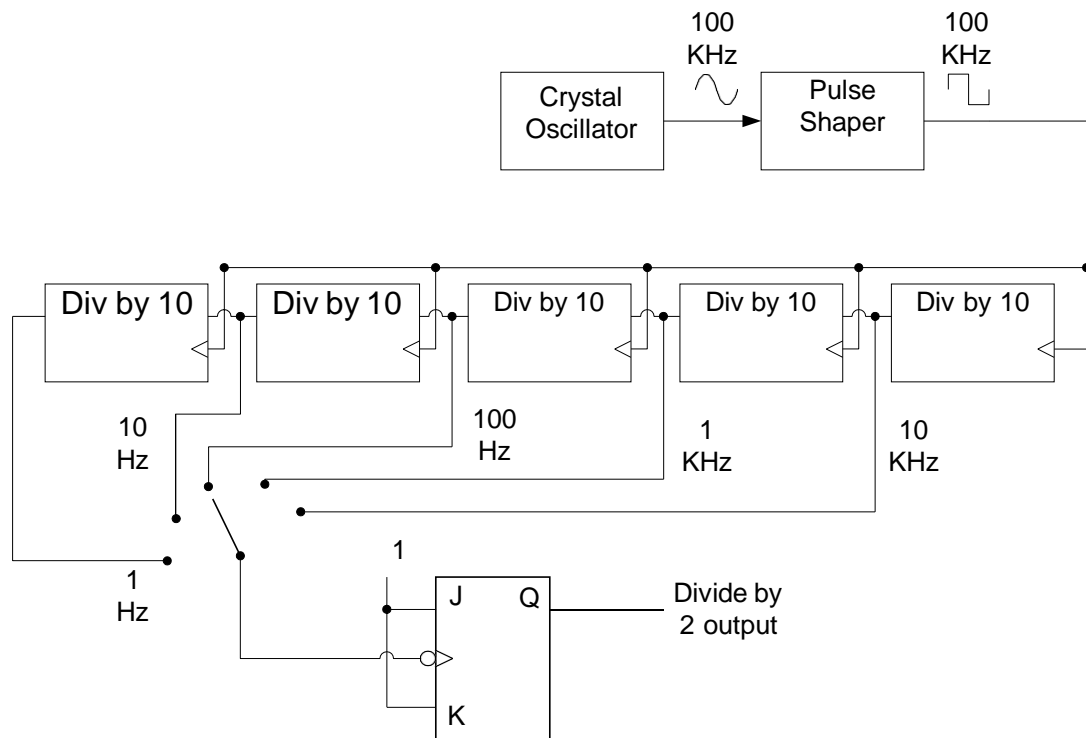 100
KHz
100
KHz
Crystal
Oscillator
Pulse
Shaper
Div by 10
Div by 10
Div by 10
Div by 10
Div by 10
10
Hz
100
Hz
1
KHz
10
KHz
1
Hz
1
J
Q
K
Divide by
2 output